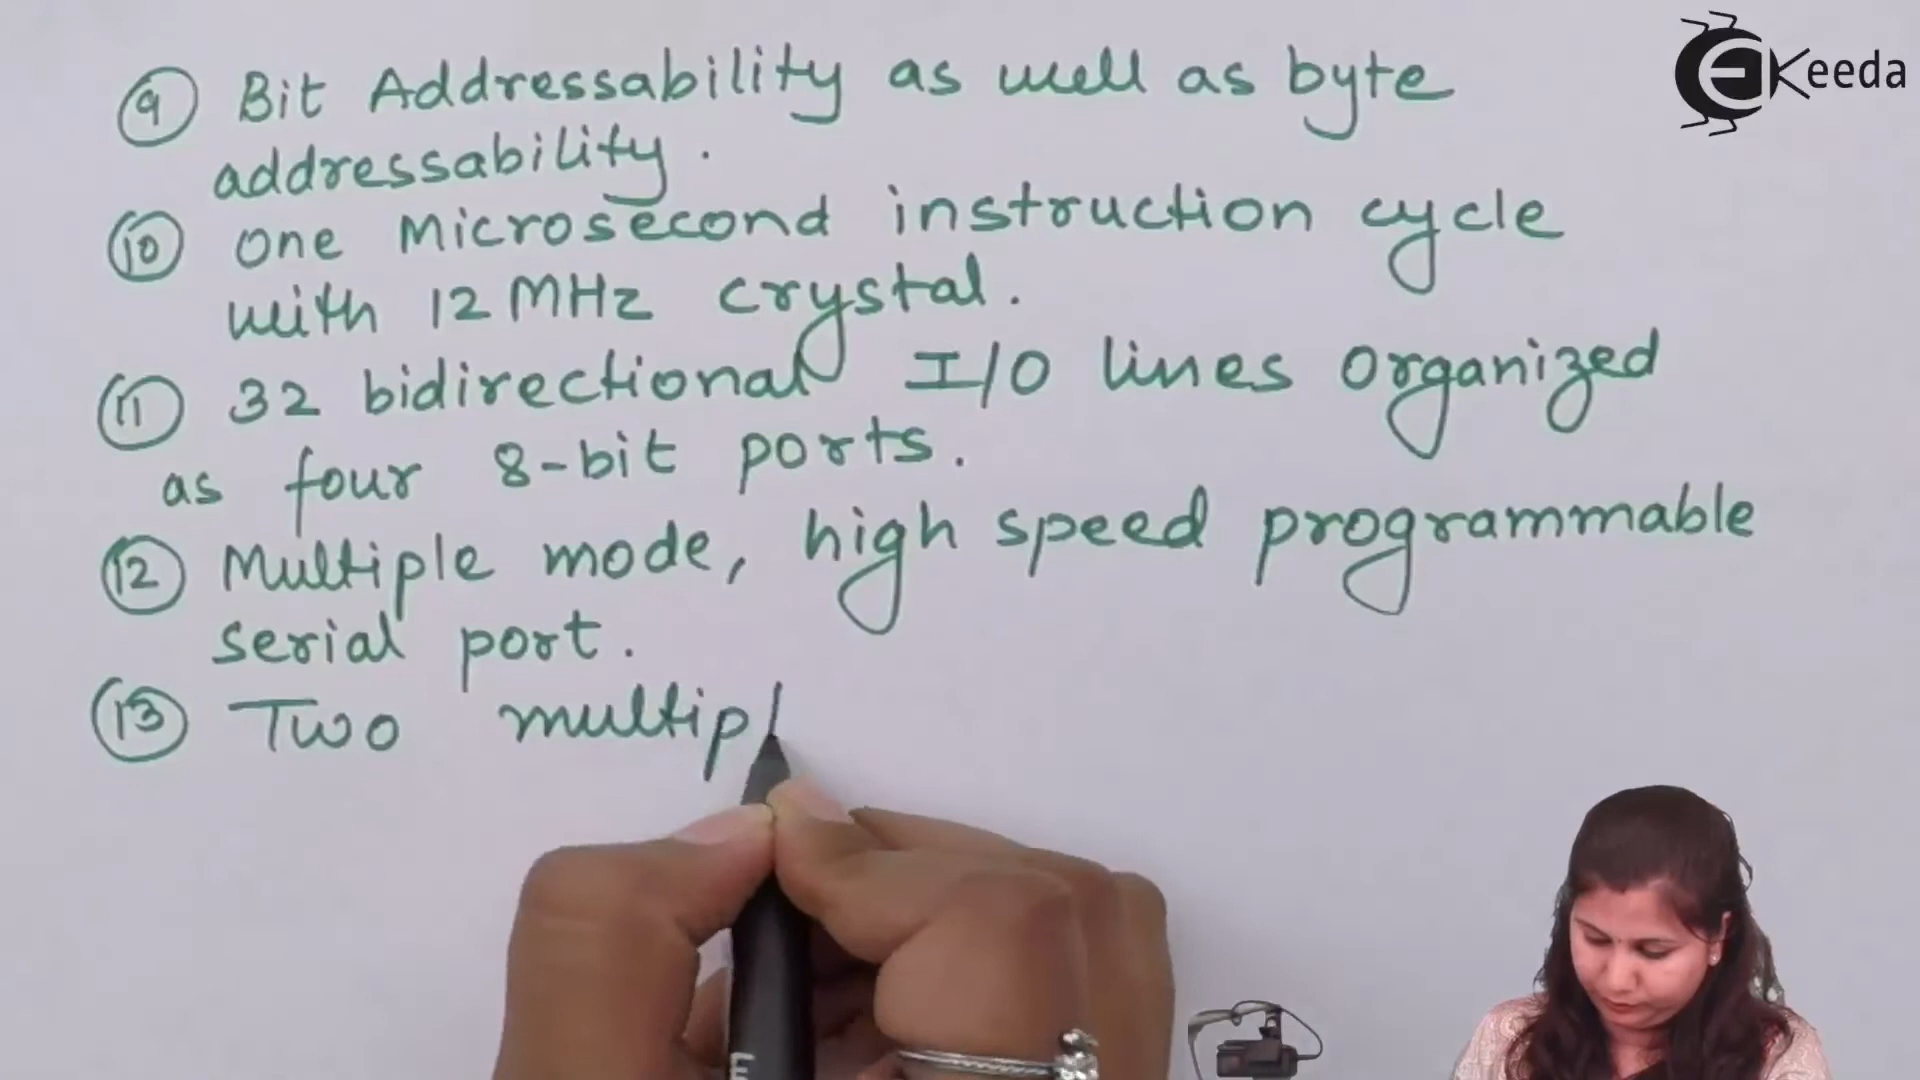 EKeeda
9 Bit Addressability as well as byte
addressability.
10 One Microsecond instruction cycle
with 12 MHz crystal.
11 32 bidirectional I/O lines organized
as four 8-bit ports.
12 Multiple mode, high speed programmable
serial port.
13 Two multipl